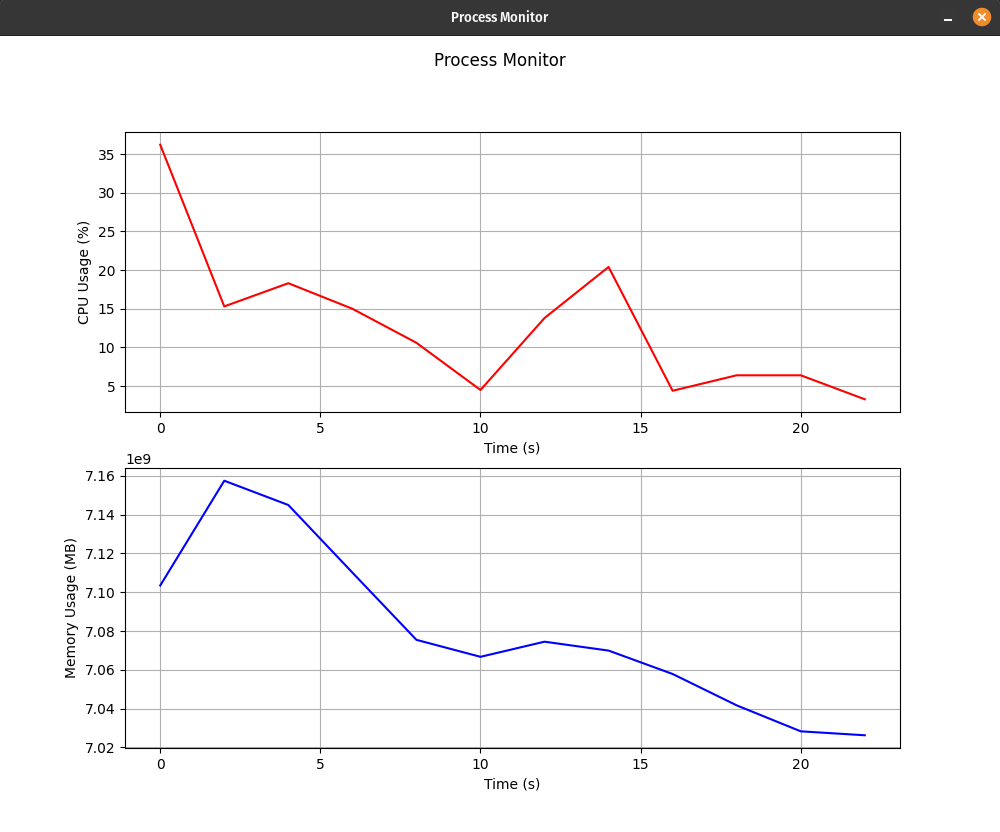 Process Monitor
Process Monitor
35
30
25
20
15
10
5
CPU Usage (%)
0 5 10 15 20
Time (s)
1e9
7.16
7.14
7.12
7.10
7.08
7.06
7.04
7.02
Memory Usage (MB)
0 5 10 15 20
Time (s)